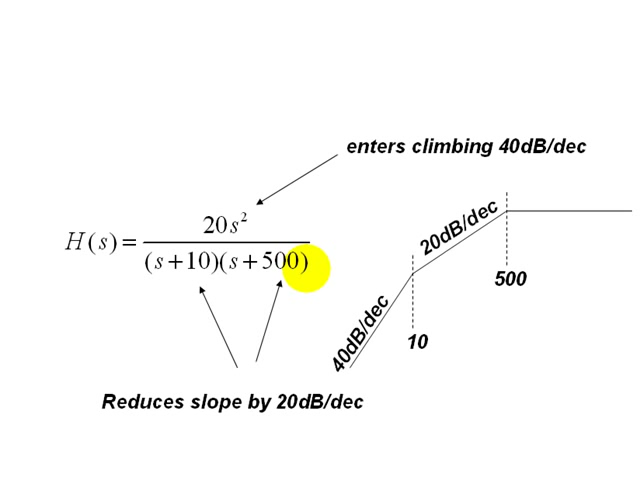 enters climbing 40dB/dec
H(s) = 20s² / (s+10)(s+500)
20dB/dec
500
40dB/dec
10
Reduces slope by 20dB/dec